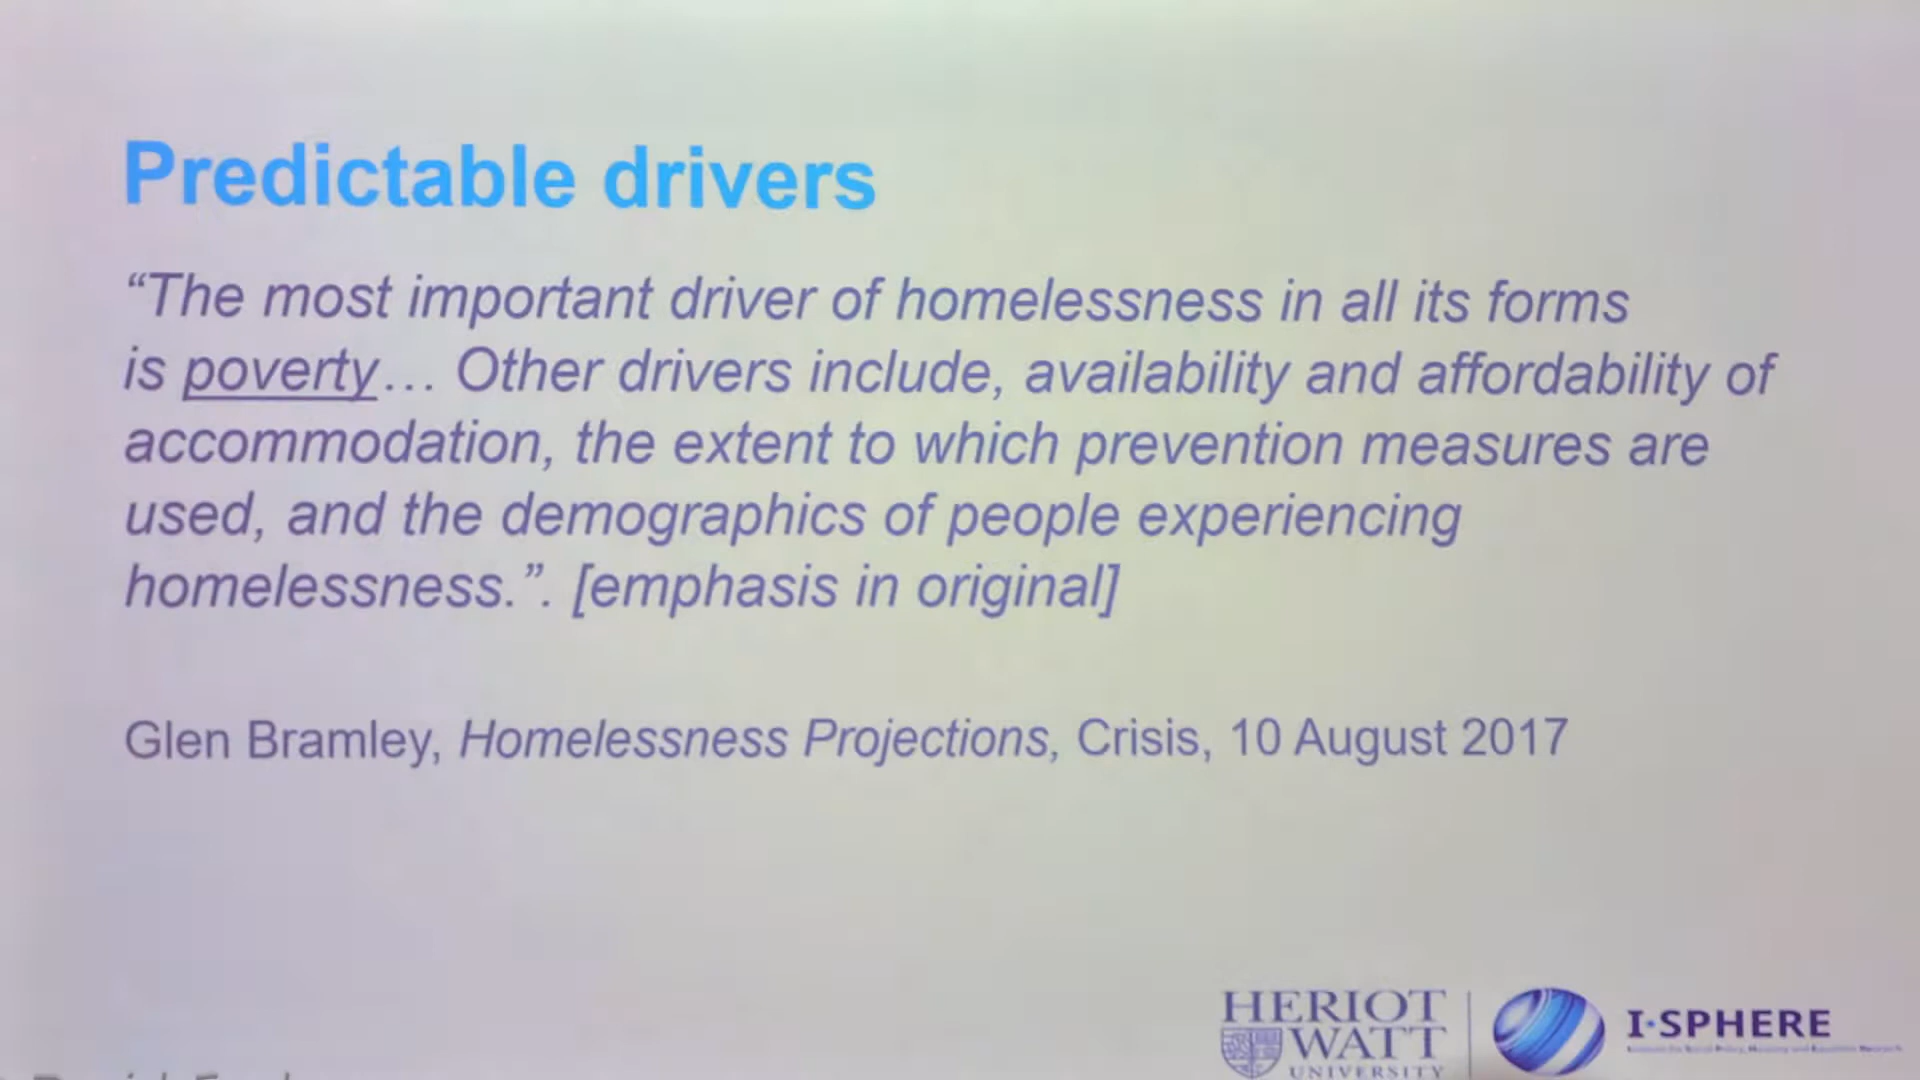 Predictable drivers
“The most important driver of homelessness in all its forms
is poverty… Other drivers include, availability and affordability of
accommodation, the extent to which prevention measures are
used, and the demographics of people experiencing
homelessness.”. [emphasis in original]
Glen Bramley, Homelessness Projections, Crisis, 10 August 2017
HERIOT
WATT
UNIVERSITY
I·SPHERE